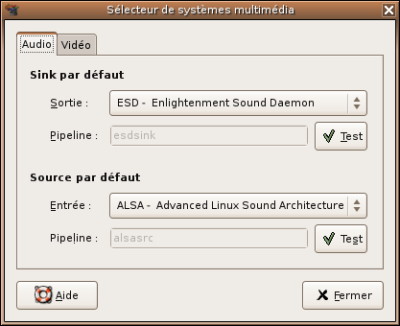 Sélecteur de systèmes multimédia
Audio Vidéo
Sink par défaut
Sortie : ESD - Enlightenment Sound Daemon
Pipeline : esdsink Test
Source par défaut
Entrée : ALSA - Advanced Linux Sound Architecture
Pipeline : alsasrc Test
Aide Fermer